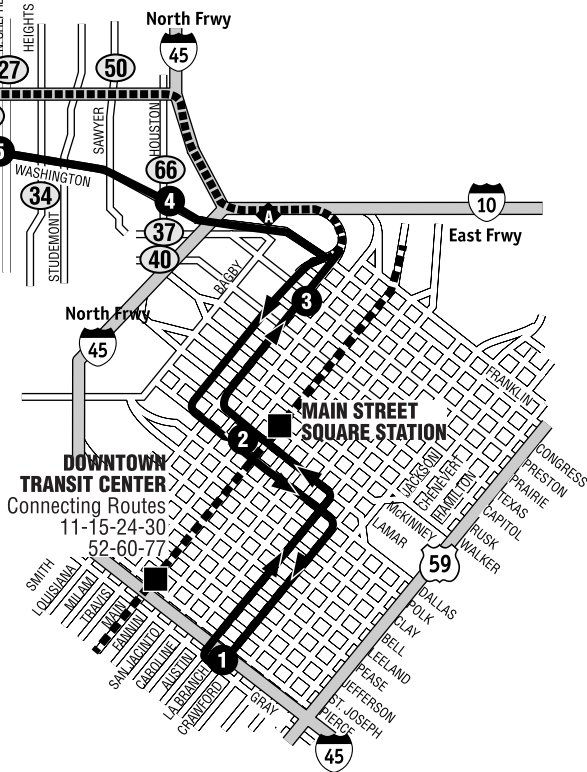 HEIGHTS
North Frwy
45
27
50
SAWYER
HOUSTON
66
WASHINGTON
4
34
STUDEMONT
37
40
A
10
East Frwy
BAGBY
3
North Frwy
45
FRANKLIN
MAIN STREET
SQUARE STATION
2
DOWNTOWN
TRANSIT CENTER
Connecting Routes
11-15-24-30
52-60-77
JACKSON
CHENEVERT
HAMILTON
McKINNEY
LAMAR
CONGRESS
PRESTON
PRAIRIE
TEXAS
CAPITOL
RUSK
WALKER
59
DALLAS
POLK
CLAY
BELL
LEELAND
PEASE
JEFFERSON
ST. JOSEPH
PIERCE
SMITH
LOUISIANA
MILAM
TRAVIS
MAIN
FANNIN
SAN JACINTO
CAROLINE
AUSTIN
LA BRANCH
CRAWFORD
1
GRAY
45